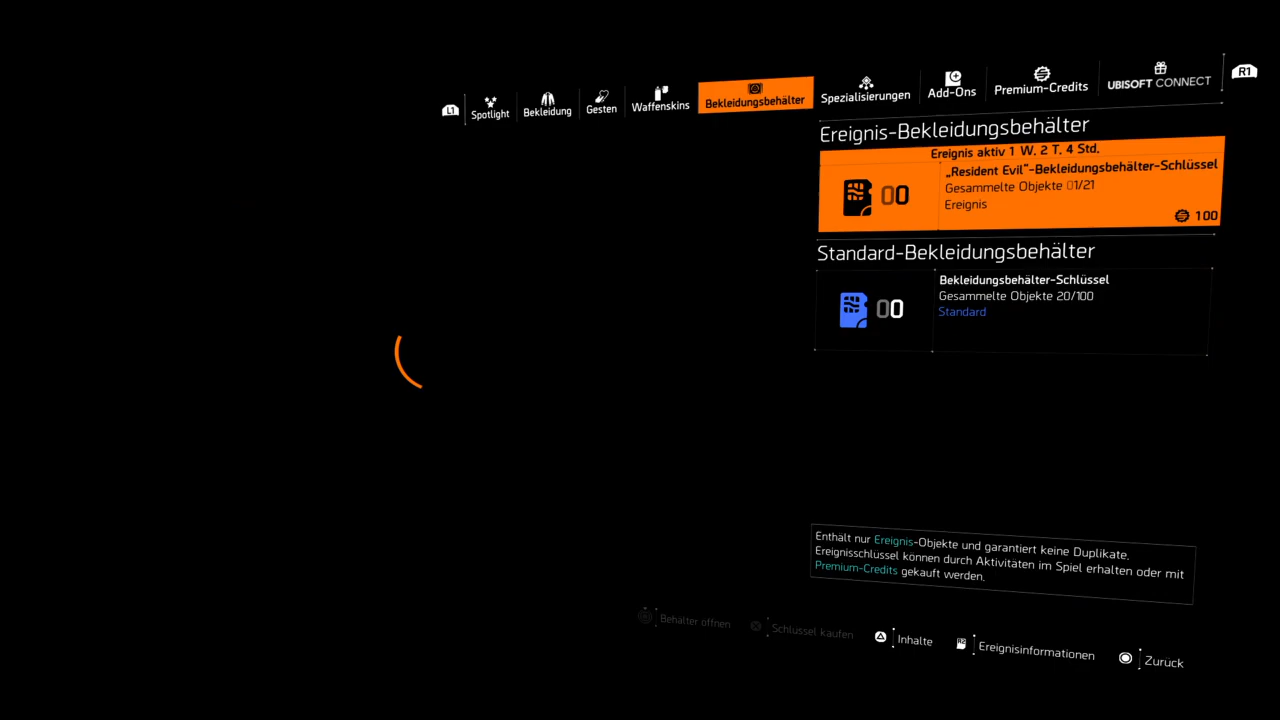 L1
Spotlight
Bekleidung
Gesten
Waffenskins
Bekleidungsbehälter
Spezialisierungen
Add-Ons
Premium-Credits
UBISOFT CONNECT
R1
Ereignis-Bekleidungsbehälter
Ereignis aktiv 1 W. 2 T. 4 Std.
„Resident Evil"-Bekleidungsbehälter-Schlüssel
00
Gesammelte Objekte 01/21
Ereignis
100
Standard-Bekleidungsbehälter
Bekleidungsbehälter-Schlüssel
00
Gesammelte Objekte 20/100
Standard
Enthält nur Ereignis-Objekte und garantiert keine Duplikate.
Ereignisschlüssel können durch Aktivitäten im Spiel erhalten oder mit
Premium-Credits gekauft werden.
Behälter öffnen
Schlüssel kaufen
Inhalte
R2
Ereignisinformationen
Zurück